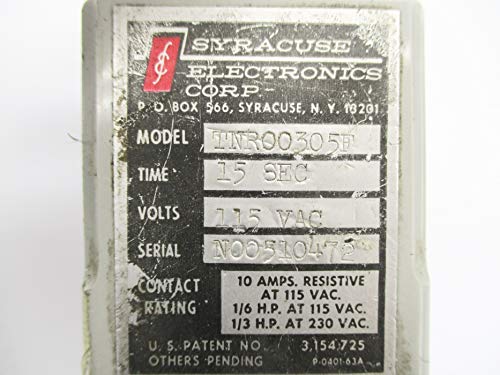 SYRACUSE
ELECTRONICS
CORP
P.O. BOX 566, SYRACUSE, N.Y. 13201
MODEL TNR00305F
TIME 15 SEC
VOLTS 115 VAC
SERIAL N00510472
CONTACT RATING
10 AMPS. RESISTIVE
AT 115 VAC.
1/6 H.P. AT 115 VAC.
1/3 H.P. AT 230 VAC.
U.S. PATENT NO. 3,154,725
OTHERS PENDING P-0401-63A